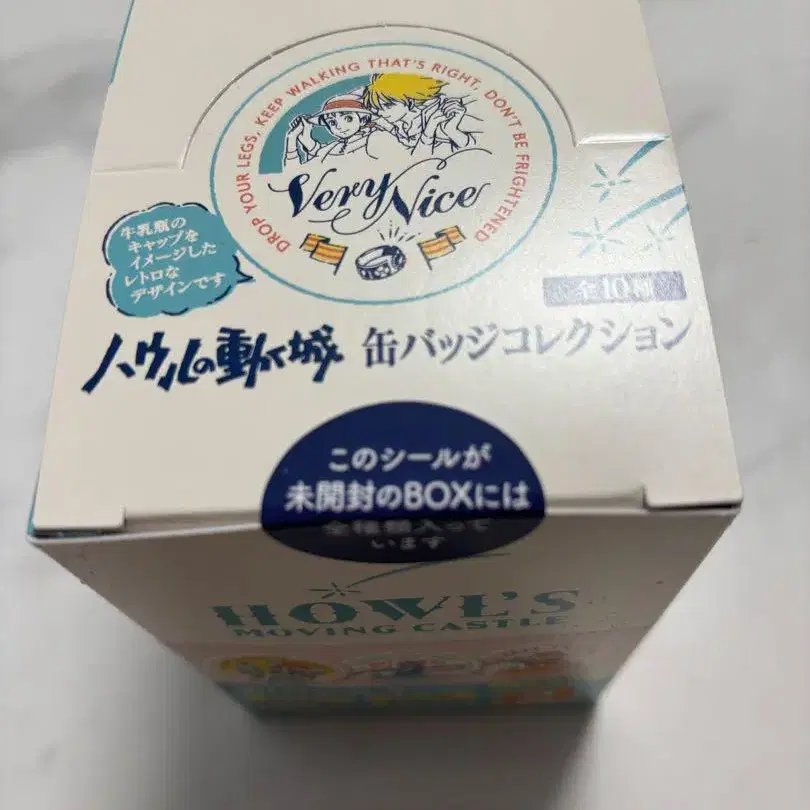 DROP YOUR LEGS, KEEP WALKING THAT'S RIGHT, DON'T BE FRIGHTENED
Very Nice
牛乳瓶の
キャップを
イメージした
レトロな
デザインです
全10種
ハウルの動く城 缶バッジコレクション
このシールが
未開封のBOXには
全種類入って
います
HOWL'S
MOVING CASTLE